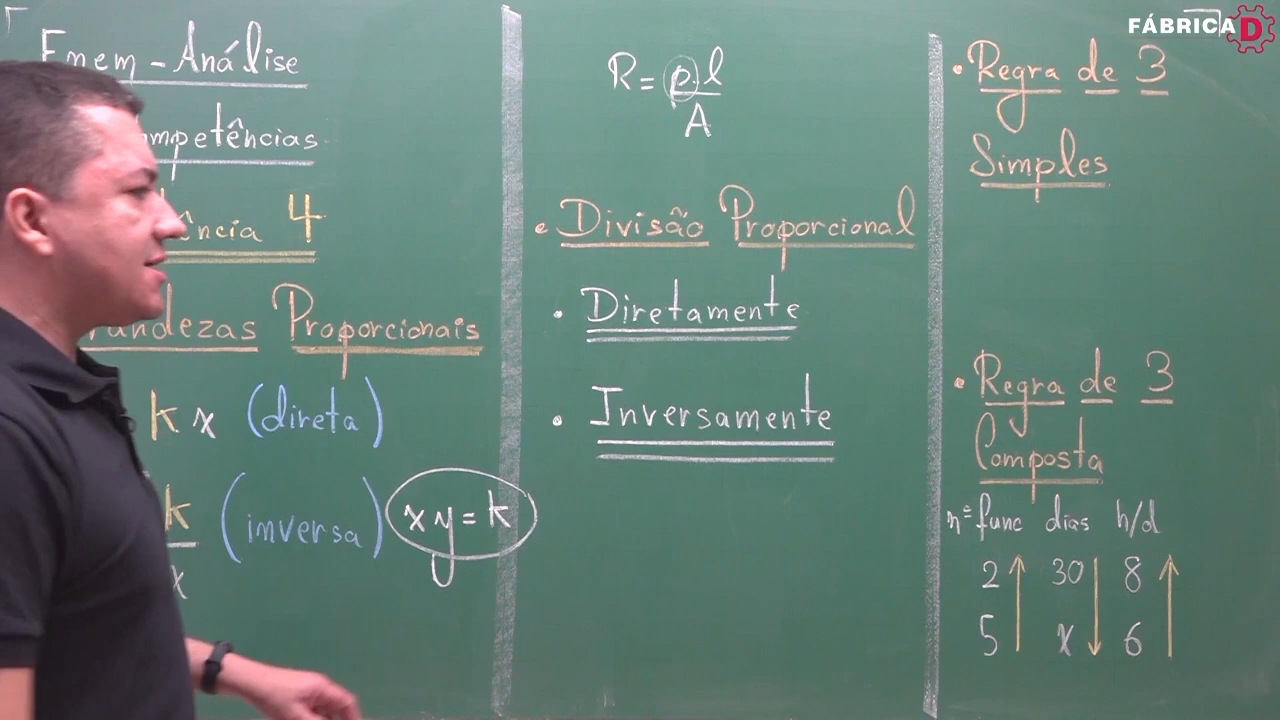 Enem - Análise
mpetências
ência 4
randezas Proporcionais
k x (direta)
k
x
(inversa)
x y = k
R = ρ.l
A
• Divisão Proporcional
• Diretamente
• Inversamente
• Regra de 3
Simples
• Regra de 3
Composta
nº func dias h/d
2 30 8
5 x 6
FÁBRICA D